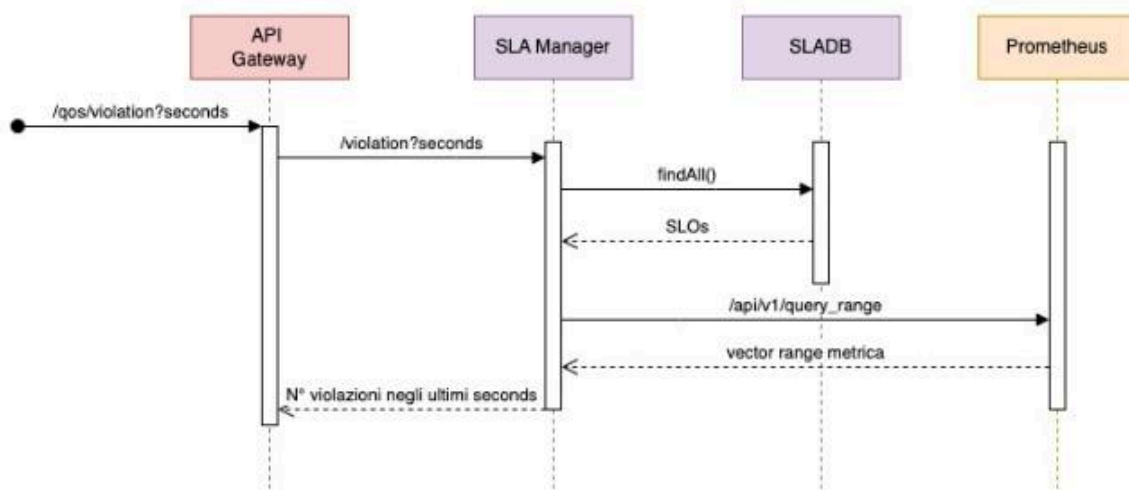 API
Gateway
SLA Manager
SLADB
Prometheus
/qos/violation?seconds
/violation?seconds
findAll()
SLOs
/api/v1/query_range
vector range metrica
N° violazioni negli ultimi seconds